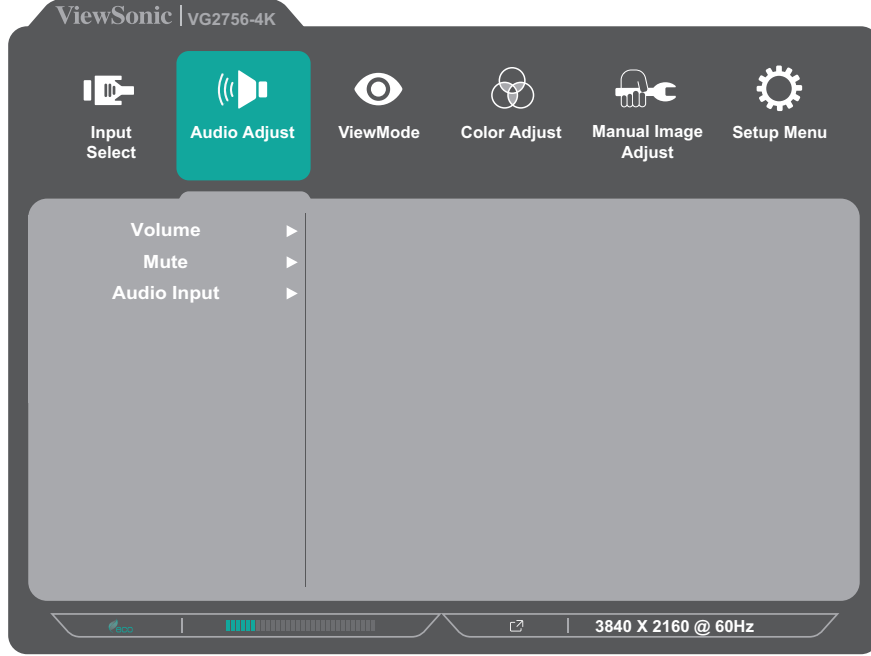 ViewSonic | VG2756-4K
Input
Select
Audio Adjust
ViewMode
Color Adjust
Manual Image
Adjust
Setup Menu
Volume
Mute
Audio Input
eco
3840 X 2160 @ 60Hz